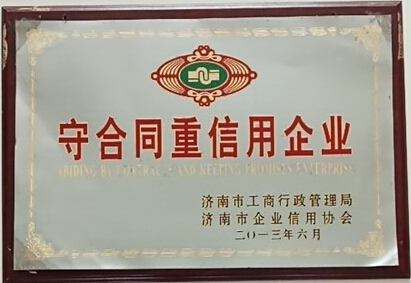 守合同重信用企业
ABIDING BY CONTRACTS AND KEEPING PROMISES ENTERPRISE
济南市工商行政管理局
济南市企业信用协会
二〇一三年六月